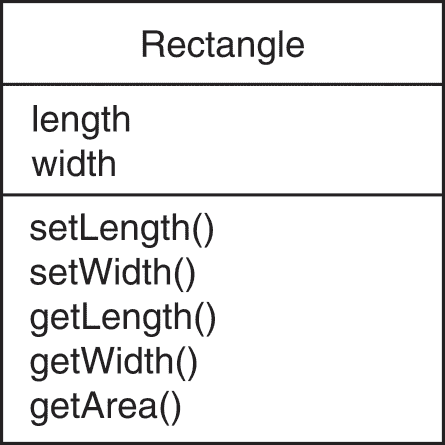 Rectangle
length
width
setLength()
setWidth()
getLength()
getWidth()
getArea()